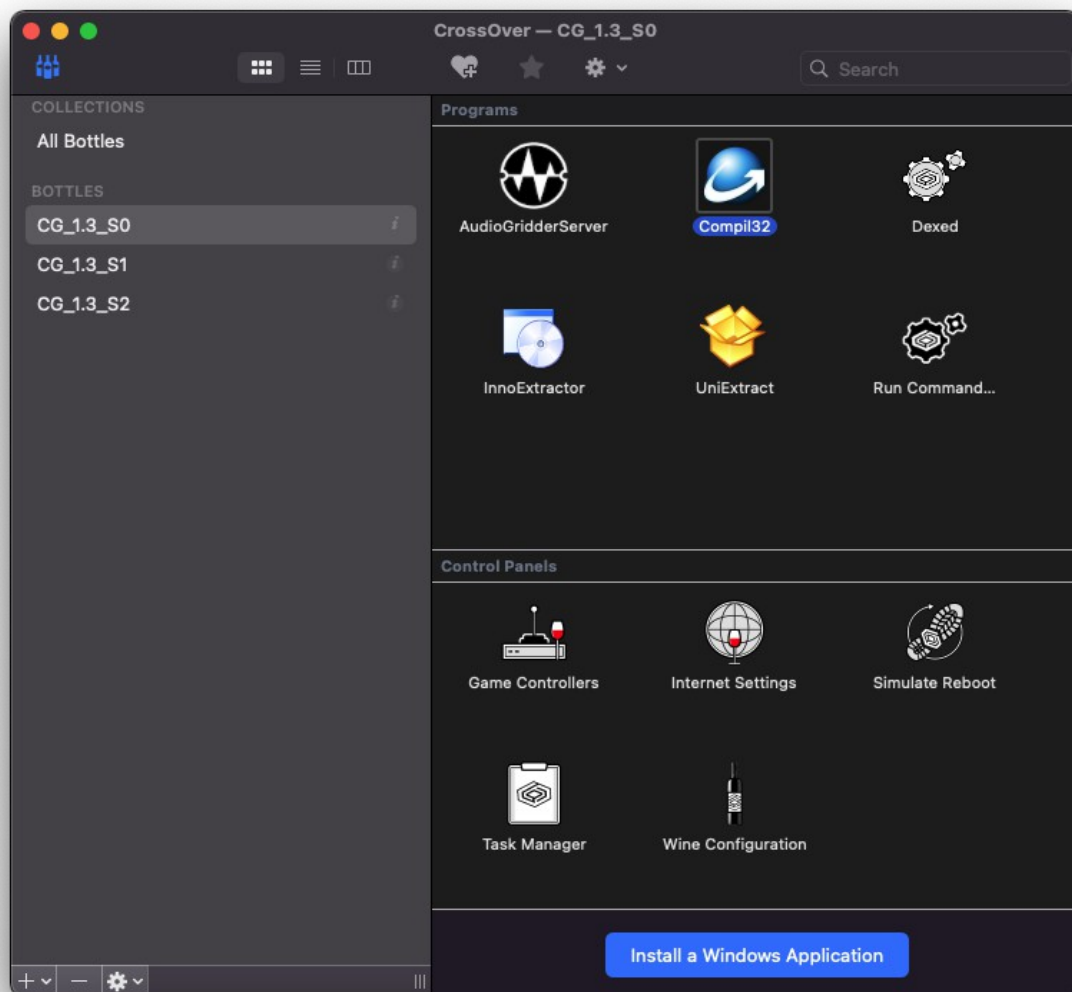 CrossOver — CG_1.3_S0
Search
COLLECTIONS
All Bottles
BOTTLES
CG_1.3_S0
CG_1.3_S1
CG_1.3_S2
Programs
AudioGridderServer
Compil32
Dexed
InnoExtractor
UniExtract
Run Command...
Control Panels
Game Controllers
Internet Settings
Simulate Reboot
Task Manager
Wine Configuration
Install a Windows Application